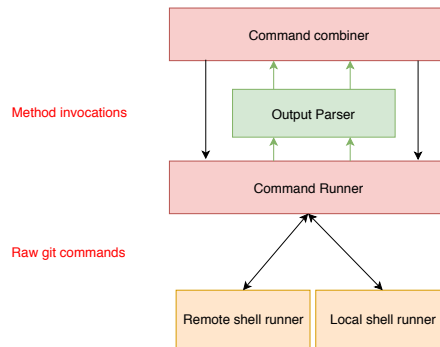 Command combiner
Method invocations
Output Parser
Command Runner
Raw git commands
Remote shell runner
Local shell runner